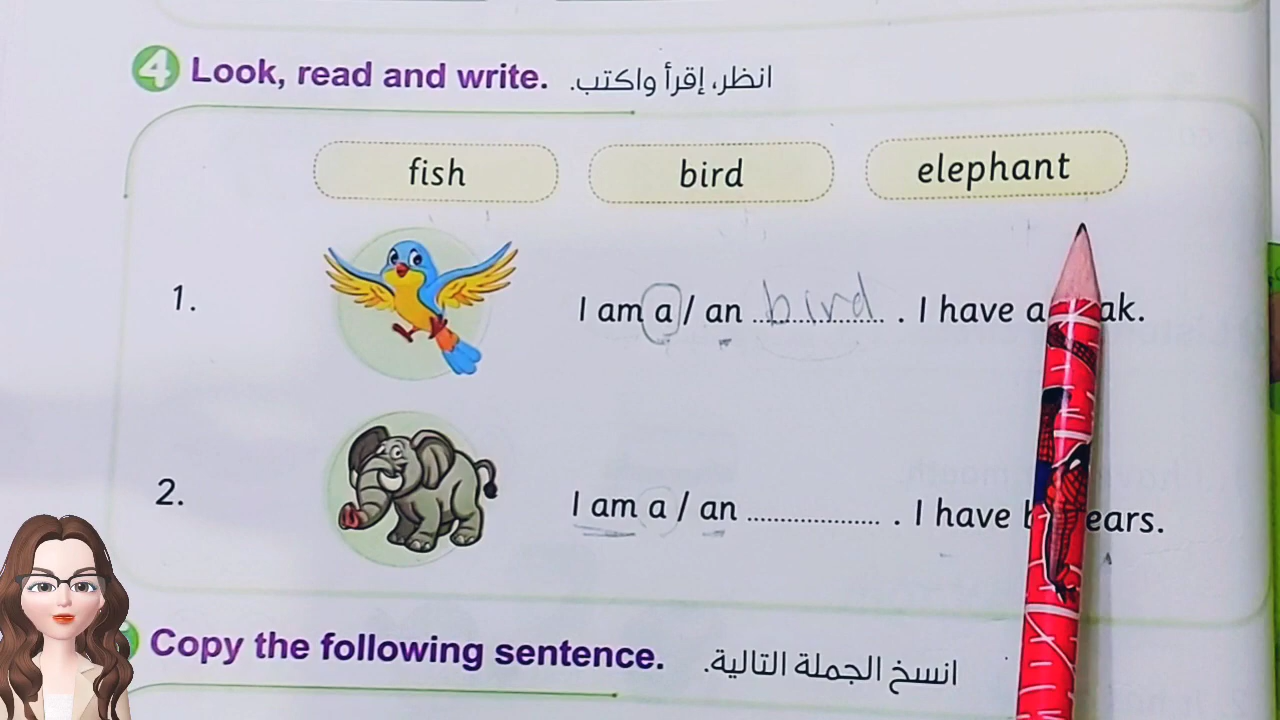 4 Look, read and write. انظر، إقرأ واكتب.
fish bird elephant
1. I am a / an bird . I have a
2. I am a / an .................... . I have ears.
Copy the following sentence. انسخ الجملة التالية.